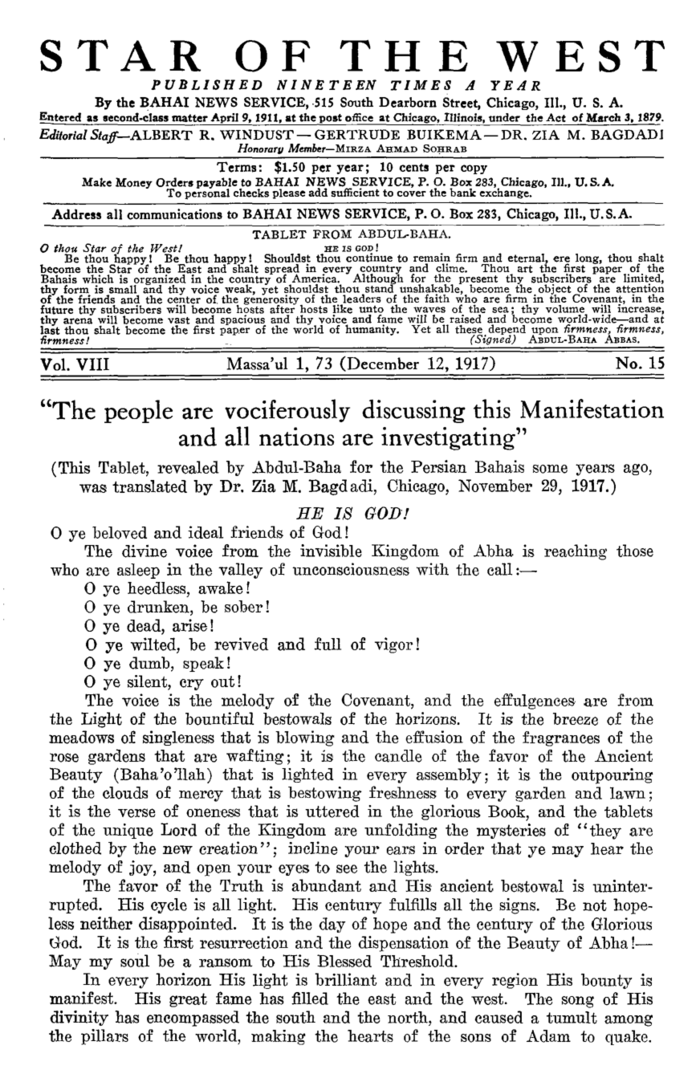 STAR OF THE WEST
PUBLISHED NINETEEN TIMES A YEAR
By the BAHAI NEWS SERVICE, 515 South Dearborn Street, Chicago, Ill., U. S. A.
Entered as second-class matter April 9, 1911, at the post office at Chicago, Illinois, under the Act of March 3, 1879.
Editorial Staff—ALBERT R. WINDUST—GERTRUDE BUIKEMA—DR. ZIA M. BAGDADI
Honorary Member—MIRZA AHMAD SOHRAB
Terms: $1.50 per year; 10 cents per copy
Make Money Orders payable to BAHAI NEWS SERVICE, P. O. Box 283, Chicago, Ill., U.S.A.
To personal checks please add sufficient to cover the bank exchange.
Address all communications to BAHAI NEWS SERVICE, P. O. Box 283, Chicago, Ill., U.S.A.
TABLET FROM ABDUL-BAHA.
O thou Star of the West! HE IS GOD!
Be thou happy! Be thou happy! Shouldst thou continue to remain firm and eternal, ere long, thou shalt
become the Star of the East and shalt spread in every country and clime. Thou art the first paper of the
Bahais which is organized in the country of America. Although for the present thy subscribers are limited,
thy form is small and thy voice weak, yet shouldst thou stand unshakable, become the object of the attention
of the friends and the center of the generosity of the leaders of the faith who are firm in the Covenant, in the
future thy subscribers will become hosts after hosts like unto the waves of the sea; thy volume will increase,
thy arena will become vast and spacious and thy voice and fame will be raised and become world-wide—and at
last thou shalt become the first paper of the world of humanity. Yet all these depend upon firmness, firmness,
firmness! (Signed) ABDUL-BAHA ABBAS.
Vol. VIII Massa'ul 1, 73 (December 12, 1917) No. 15
"The people are vociferously discussing this Manifestation
and all nations are investigating"
(This Tablet, revealed by Abdul-Baha for the Persian Bahais some years ago,
was translated by Dr. Zia M. Bagdadi, Chicago, November 29, 1917.)
HE IS GOD!
O ye beloved and ideal friends of God!
The divine voice from the invisible Kingdom of Abha is reaching those
who are asleep in the valley of unconsciousness with the call:—
O ye heedless, awake!
O ye drunken, be sober!
O ye dead, arise!
O ye wilted, be revived and full of vigor!
O ye dumb, speak!
O ye silent, cry out!
The voice is the melody of the Covenant, and the effulgences are from
the Light of the bountiful bestowals of the horizons. It is the breeze of the
meadows of singleness that is blowing and the effusion of the fragrances of the
rose gardens that are wafting; it is the candle of the favor of the Ancient
Beauty (Baha'o'llah) that is lighted in every assembly; it is the outpouring
of the clouds of mercy that is bestowing freshness to every garden and lawn;
it is the verse of oneness that is uttered in the glorious Book, and the tablets
of the unique Lord of the Kingdom are unfolding the mysteries of "they are
clothed by the new creation"; incline your ears in order that ye may hear the
melody of joy, and open your eyes to see the lights.
The favor of the Truth is abundant and His ancient bestowal is uninter-
rupted. His cycle is all light. His century fulfills all the signs. Be not hope-
less neither disappointed. It is the day of hope and the century of the Glorious
God. It is the first resurrection and the dispensation of the Beauty of Abha!—
May my soul be a ransom to His Blessed Threshold.
In every horizon His light is brilliant and in every region His bounty is
manifest. His great fame has filled the east and the west. The song of His
divinity has encompassed the south and the north, and caused a tumult among
the pillars of the world, making the hearts of the sons of Adam to quake.